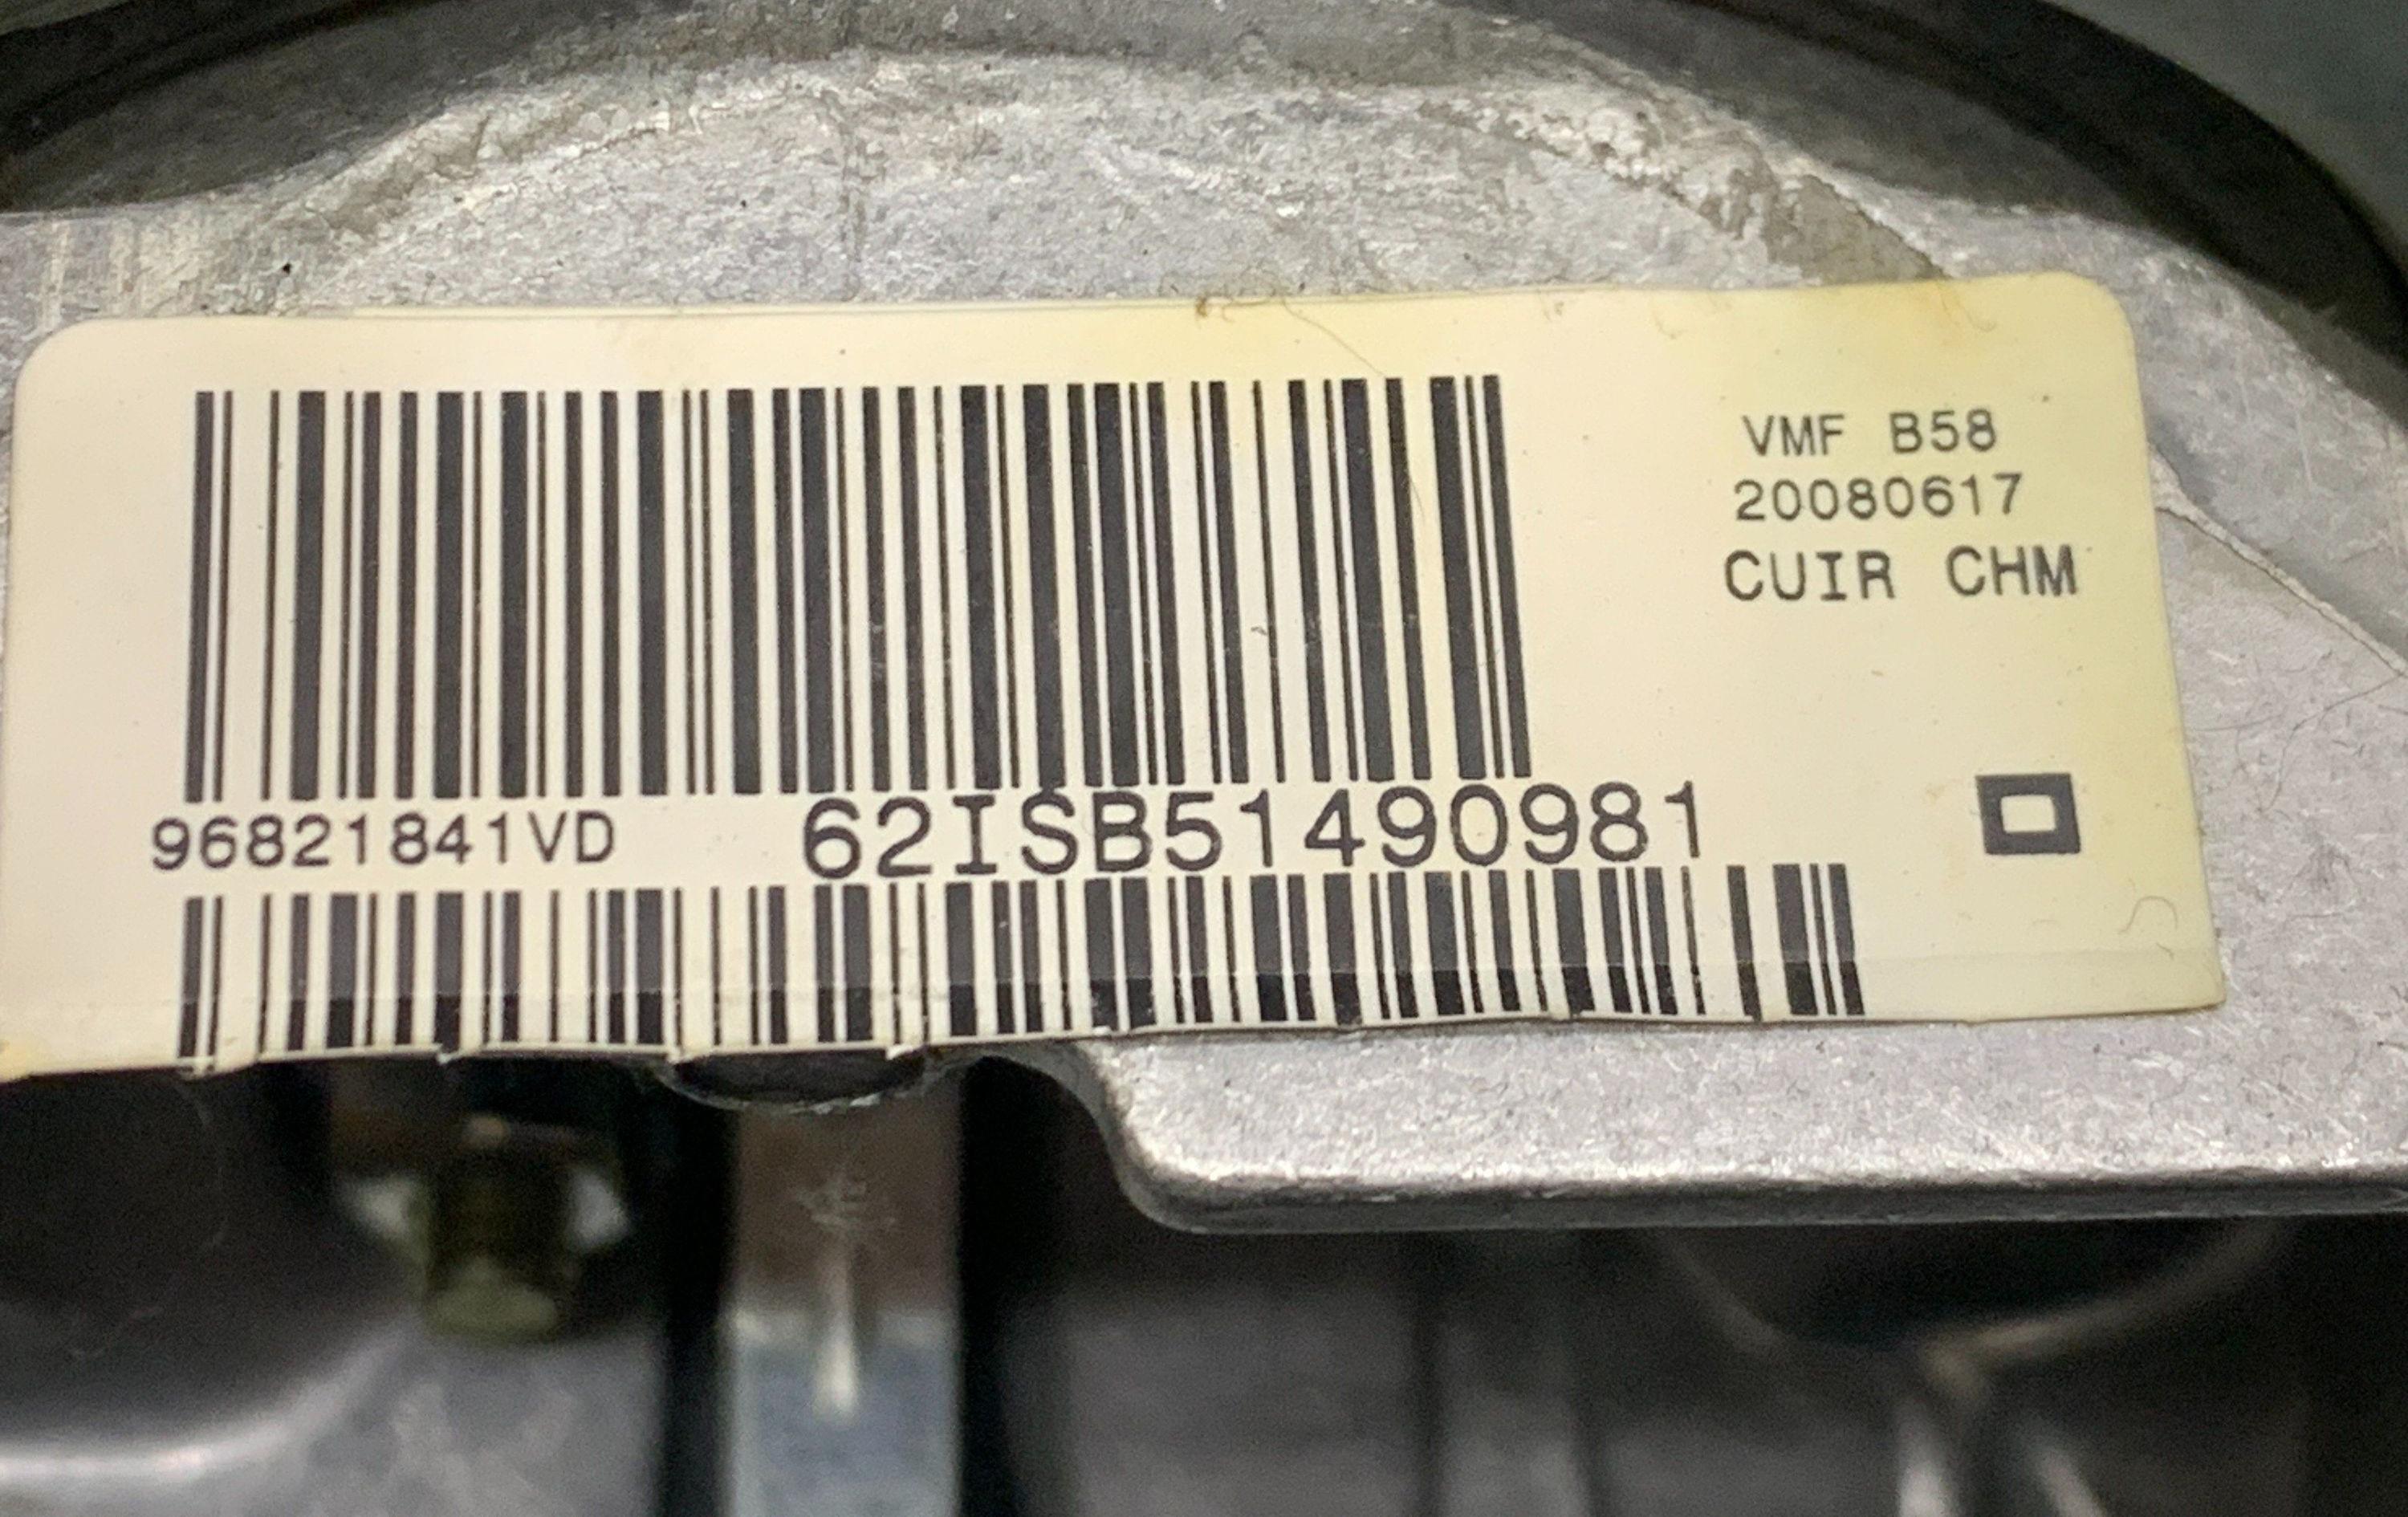 VMF B58
20080617
CUIR CHM
96821841VD 62ISB51490981